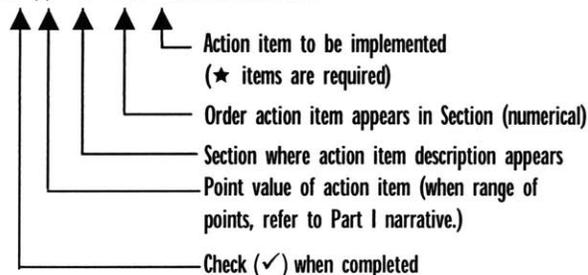 Action item to be implemented
(★ items are required)
Order action item appears in Section (numerical)
Section where action item description appears
Point value of action item (when range of
points, refer to Part I narrative.)
Check (✓) when completed